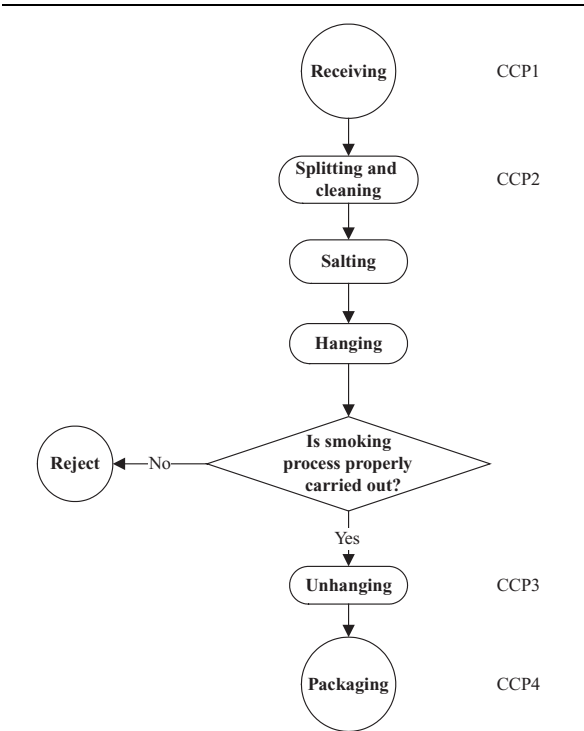 Receiving
CCP1
Splitting and
cleaning
CCP2
Salting
Hanging
Is smoking
process properly
carried out?
No
Reject
Yes
Unhanging
CCP3
Packaging
CCP4